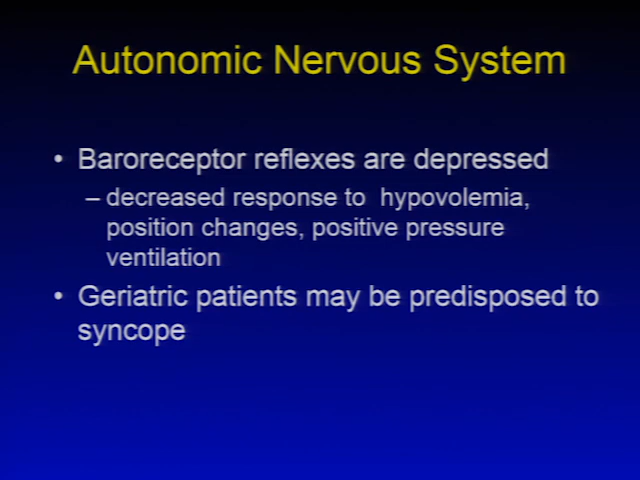 Autonomic Nervous System
• Baroreceptor reflexes are depressed
– decreased response to hypovolemia,
position changes, positive pressure
ventilation
• Geriatric patients may be predisposed to
syncope